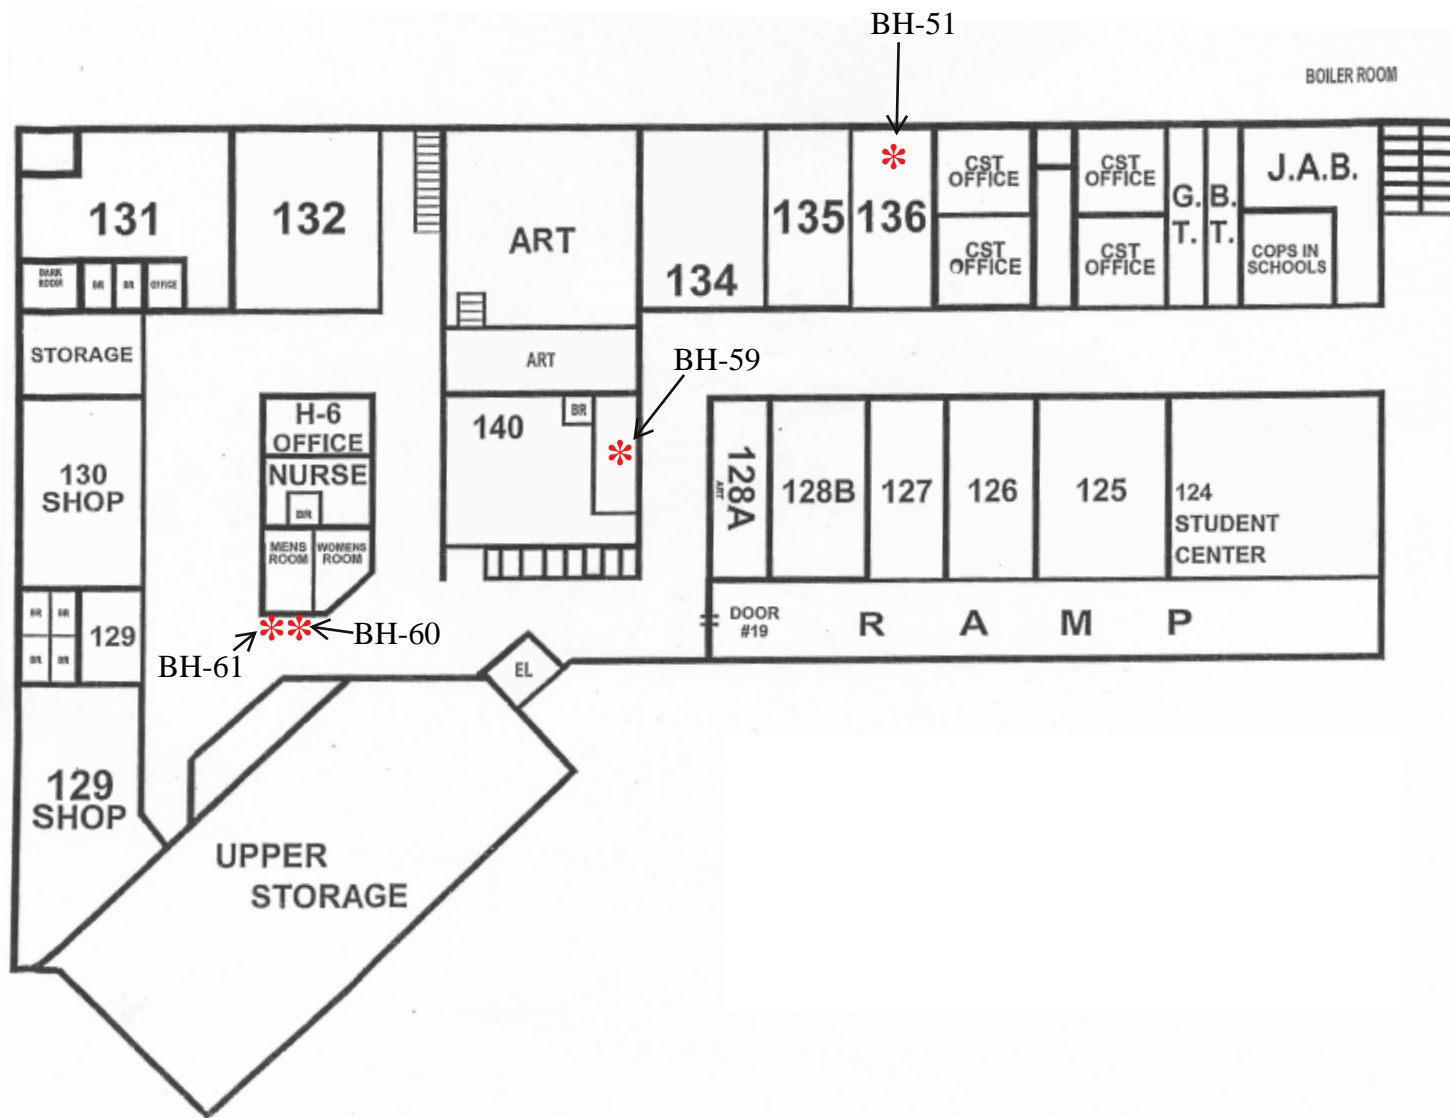 BH-51
BOILER ROOM
131
132
ART
134
135
136
CST
OFFICE
CST
OFFICE
CST
OFFICE
CST
OFFICE
G.
T.
B.
T.
J.A.B.
COPS IN
SCHOOLS
DARK
ROOM
BR
BR
OFFICE
STORAGE
ART
BH-59
H-6
OFFICE
NURSE
BR
MENS
ROOM
WOMENS
ROOM
140
BR
130
SHOP
128A
ART
128B
127
126
125
124
STUDENT
CENTER
BR
BR
BR
BR
129
BH-61
BH-60
DOOR
#19
RAMP
EL
129
SHOP
UPPER
STORAGE